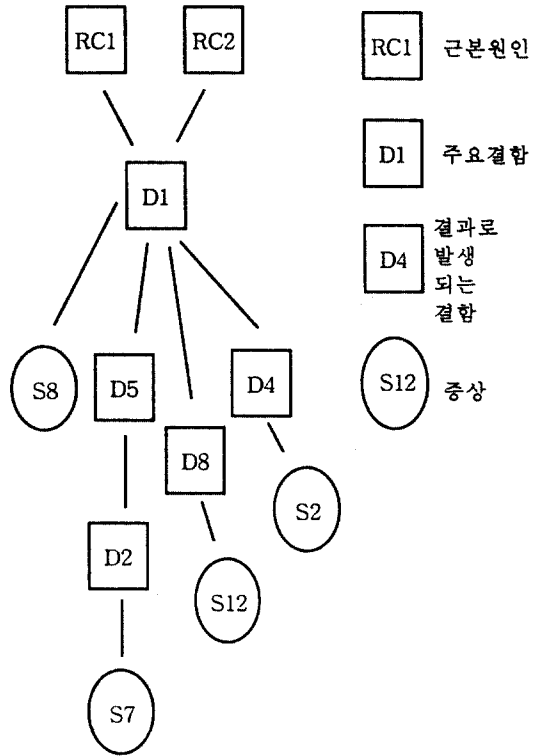 RC1 RC2 RC1 근본원인
D1 D1 주요결함
D4 결과로
발생
되는
결함
S8 D5 D4 S12 증상
D8
S2
D2
S12
S7